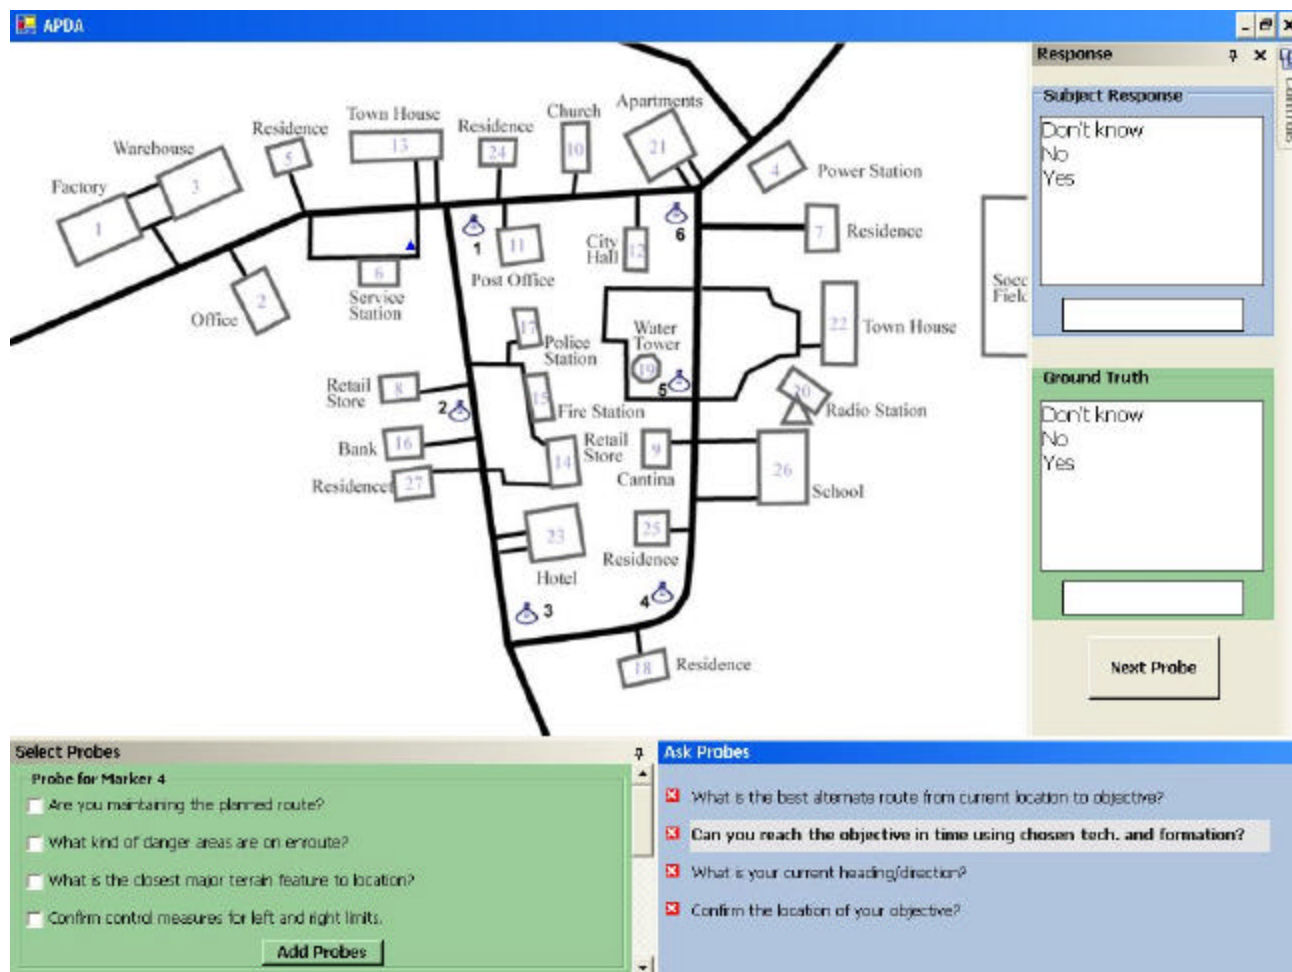 APDA
Response
Controls
Subject Response
Don't know
No
Yes
Ground Truth
Don't know
No
Yes
Next Probe
Apartments
21
Church
10
Town House
13
Residence
24
Residence
5
Warehouse
3
Factory
1
4
Power Station
7
Residence
1
11
Post Office
City
Hall
12
6
6
Service
Station
2
Office
Socc
Field
17
Police
Station
Water
Tower
19
5
22
Town House
Retail
Store
8
2
15
Fire Station
20
Radio Station
Bank
16
14
Retail
Store
9
Cantina
26
School
Residence
27
23
Hotel
25
Residence
3
4
18
Residence
Select Probes
Probe for Marker 4
Are you maintaining the planned route?
What kind of danger areas are on enroute?
What is the closest major terrain feature to location?
Confirm control measures for left and right limits.
Add Probes
Ask Probes
What is the best alternate route from current location to objective?
Can you reach the objective in time using chosen tech. and formation?
What is your current heading/direction?
Confirm the location of your objective?